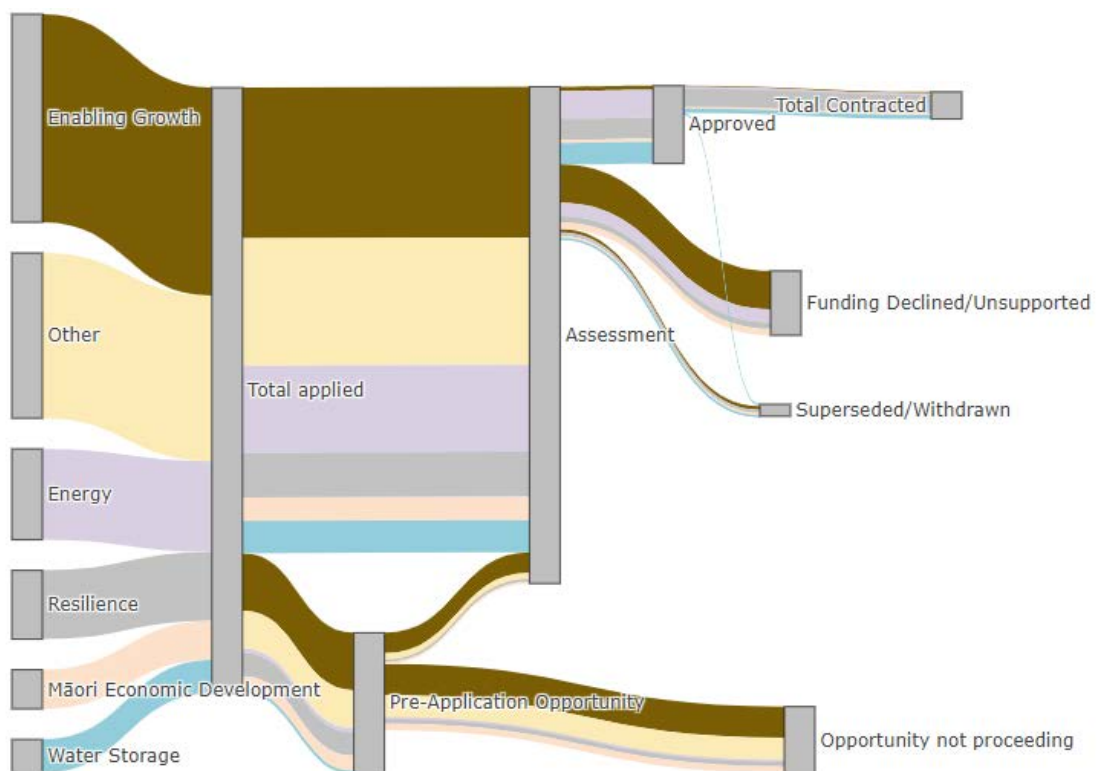 Enabling Growth
Other
Energy
Resilience
Māori Economic Development
Water Storage
Total applied
Pre-Application Opportunity
Assessment
Approved
Total Contracted
Funding Declined/Unsupported
Superseded/Withdrawn
Opportunity not proceeding